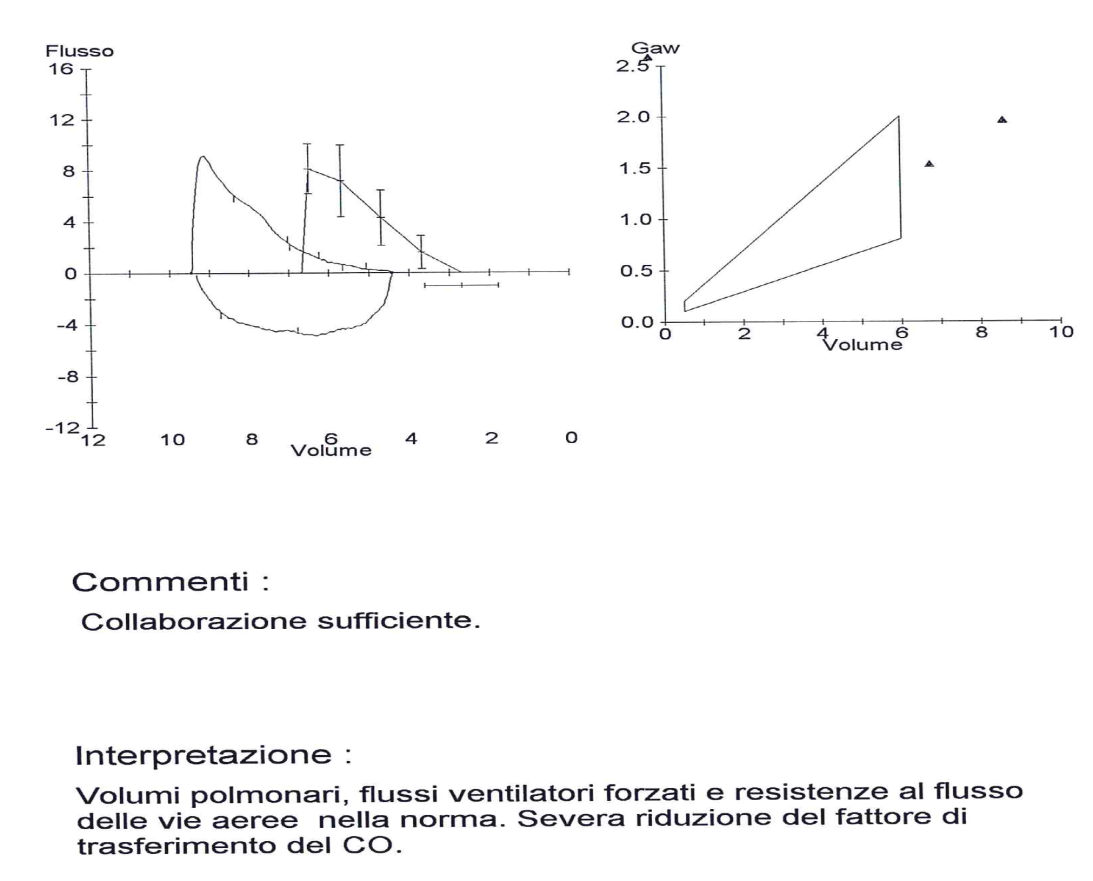 Flusso
16
12
8
4
0
-4
-8
-12
12 10 8 6 4 2 0
Volume
Gaw
2.5
2.0
1.5
1.0
0.5
0.0
0 2 4 6 8 10
Volume
Commenti :
Collaborazione sufficiente.
Interpretazione :
Volumi polmonari, flussi ventilatori forzati e resistenze al flusso
delle vie aeree nella norma. Severa riduzione del fattore di
trasferimento del CO.